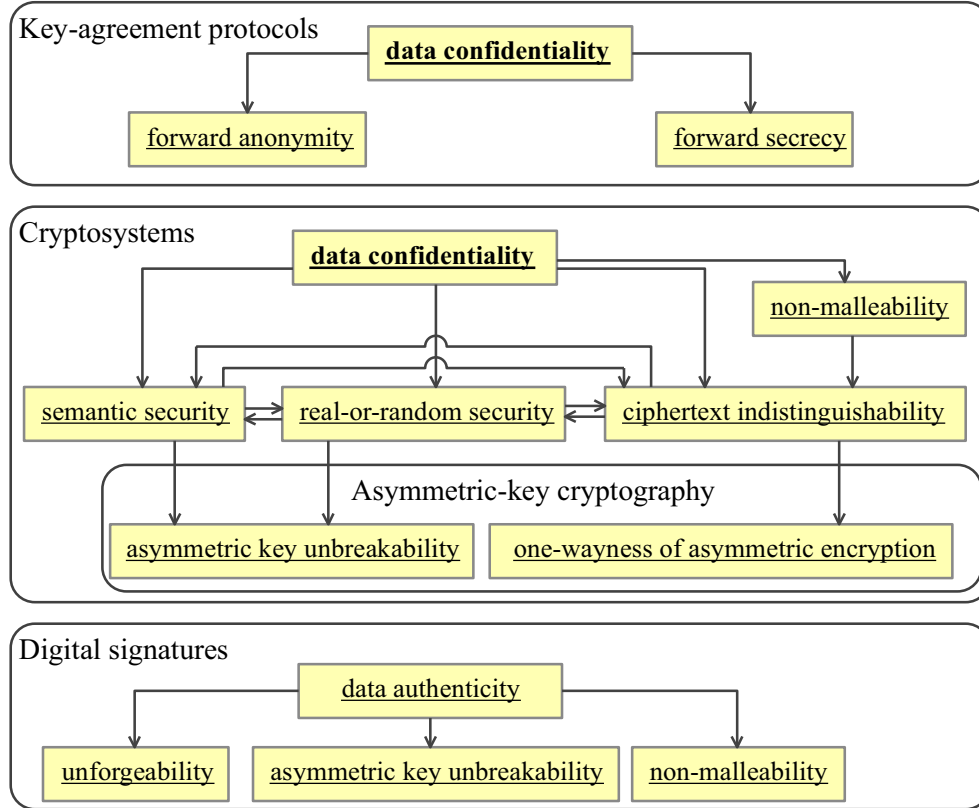 Key-agreement protocols
data confidentiality
forward anonymity
forward secrecy
Cryptosystems
data confidentiality
non-malleability
semantic security
real-or-random security
ciphertext indistinguishability
Asymmetric-key cryptography
asymmetric key unbreakability
one-wayness of asymmetric encryption
Digital signatures
data authenticity
unforgeability
asymmetric key unbreakability
non-malleability